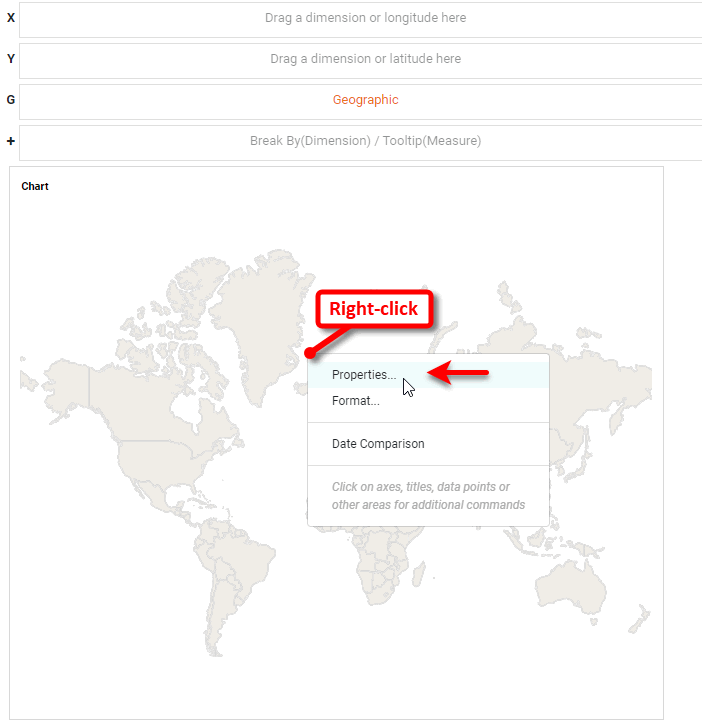 X Drag a dimension or longitude here
Y Drag a dimension or latitude here
G Geographic
+ Break By(Dimension) / Tooltip(Measure)
Chart
Right-click
Properties...
Format...
Date Comparison
Click on axes, titles, data points or
other areas for additional commands